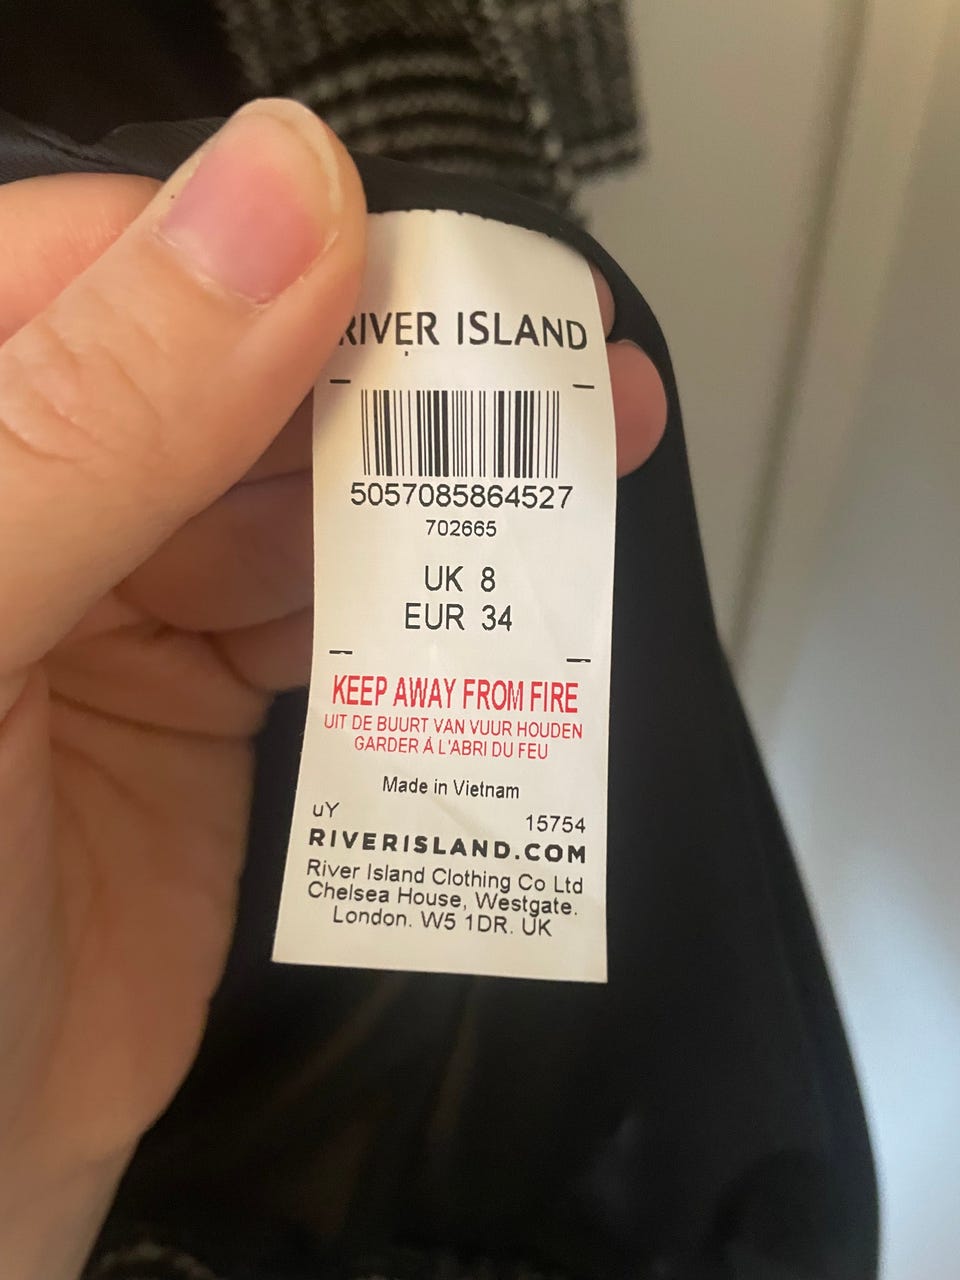 RIVER ISLAND
5057085864527
702665
UK 8
EUR 34
KEEP AWAY FROM FIRE
UIT DE BUURT VAN VUUR HOUDEN
GARDER À L'ABRI DU FEU
Made in Vietnam
uY 15754
RIVERISLAND.COM
River Island Clothing Co Ltd
Chelsea House, Westgate.
London. W5 1DR. UK